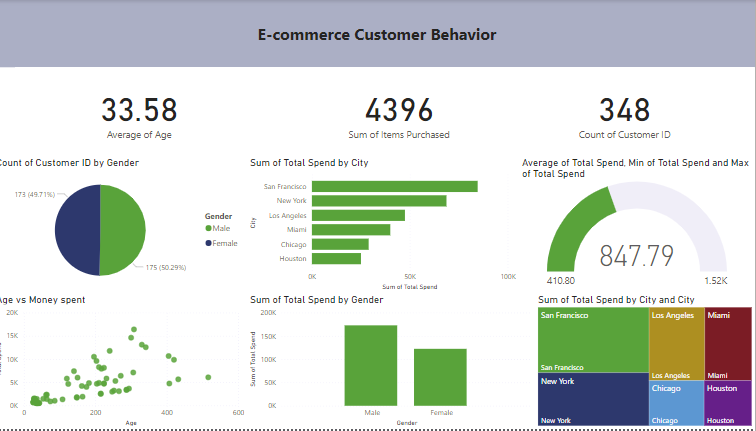 E-commerce Customer Behavior
33.58
Average of Age
4396
Sum of Items Purchased
348
Count of Customer ID
Count of Customer ID by Gender
173 (49.71%)
175 (50.29%)
Gender
Male
Female
Sum of Total Spend by City
City
San Francisco
New York
Los Angeles
Miami
Chicago
Houston
0K 50K 100K
Sum of Total Spend
Average of Total Spend, Min of Total Spend and Max
of Total Spend
847.79
410.80 1.52K
Age vs Money spent
20K
15K
10K
5K
0K
0 200 400 600
Age
Sum of Total Spend by Gender
Sum of Total Spend
200K
100K
0K
Male Female
Gender
Sum of Total Spend by City and City
San Francisco
San Francisco
New York
New York
Los Angeles
Los Angeles
Miami
Miami
Chicago
Chicago
Houston
Houston